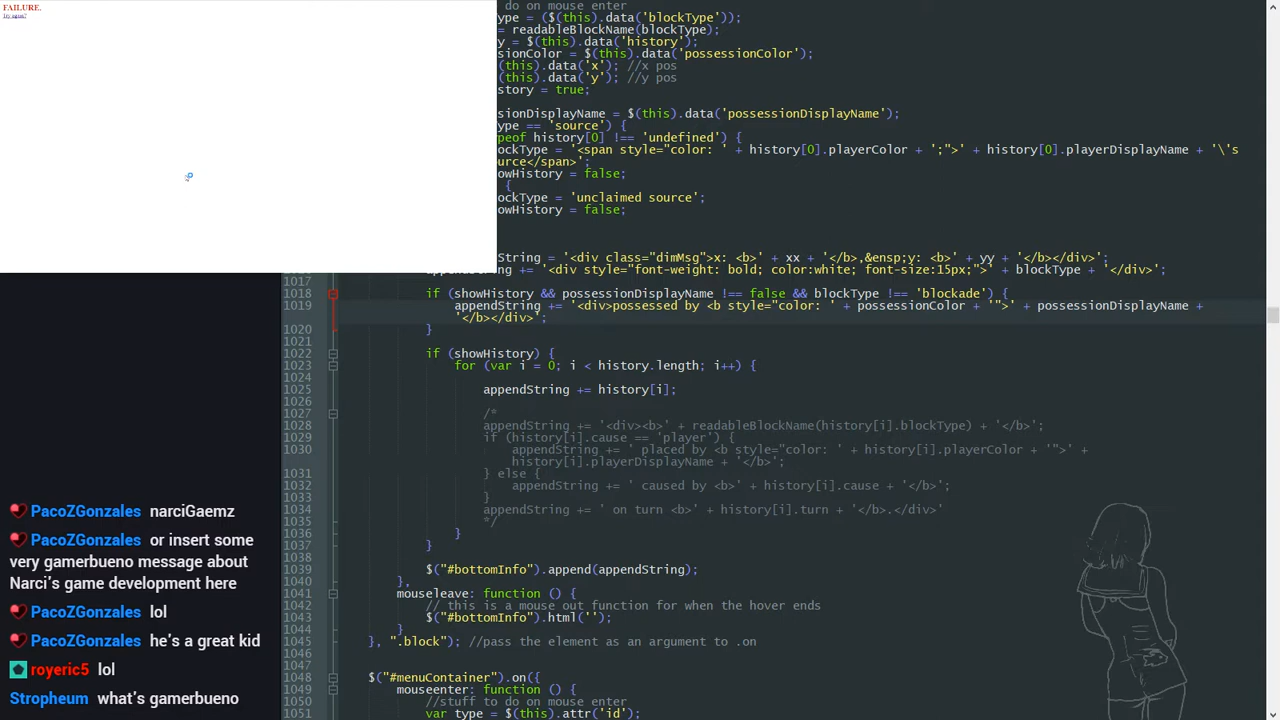 FAILURE.
try again?
do on mouse enter
ype = ($(this).data('blockType'));
= readableBlockName(blockType);
y = $(this).data('history');
sionColor = $(this).data('possessionColor');
(this).data('x'); //x pos
(this).data('y'); //y pos
story = true;
sionDisplayName = $(this).data('possessionDisplayName');
ype == 'source') {
peof history[0] !== 'undefined') {
ockType = '<span style="color: ' + history[0].playerColor + ';">' + history[0].playerDisplayName + '\'s
urce</span>';
owHistory = false;
{
ockType = 'unclaimed source';
owHistory = false;
String = '<div class="dimMsg">x: <b>' + xx + '</b>,&ensp;y: <b>' + yy + '</b></div>';
appendString += '<div style="font-weight: bold; color:white; font-size:15px;">' + blockType + '</div>';
1017
1018 if (showHistory && possessionDisplayName !== false && blockType !== 'blockade') {
1019 appendString += '<div>possessed by <b style="color: ' + possessionColor + '">' + possessionDisplayName +
'</b></div>';
1020 }
1021
1022 if (showHistory) {
1023 for (var i = 0; i < history.length; i++) {
1024
1025 appendString += history[i];
1026
1027 /*
1028 appendString += '<div><b>' + readableBlockName(history[i].blockType) + '</b>';
1029 if (history[i].cause == 'player') {
1030 appendString += ' placed by <b style="color: ' + history[i].playerColor + '">' +
history[i].playerDisplayName + '</b>';
1031 } else {
1032 appendString += ' caused by <b>' + history[i].cause + '</b>';
1033 }
1034 appendString += ' on turn <b>' + history[i].turn + '</b>.</div>'
1035 */
1036 }
1037 }
1038
1039 $("#bottomInfo").append(appendString);
1040 },
1041 mouseleave: function () {
1042 // this is a mouse out function for when the hover ends
1043 $("#bottomInfo").html('');
1044 }
1045 }, ".block"); //pass the element as an argument to .on
1046
1047
1048 $("#menuContainer").on({
1049 mouseenter: function () {
1050 //stuff to do on mouse enter
1051 var type = $(this).attr('id');
PacoZGonzales narciGaemz
PacoZGonzales or insert some
very gamerbueno message about
Narci's game development here
PacoZGonzales lol
PacoZGonzales he's a great kid
royeric5 lol
Stropheum what's gamerbueno